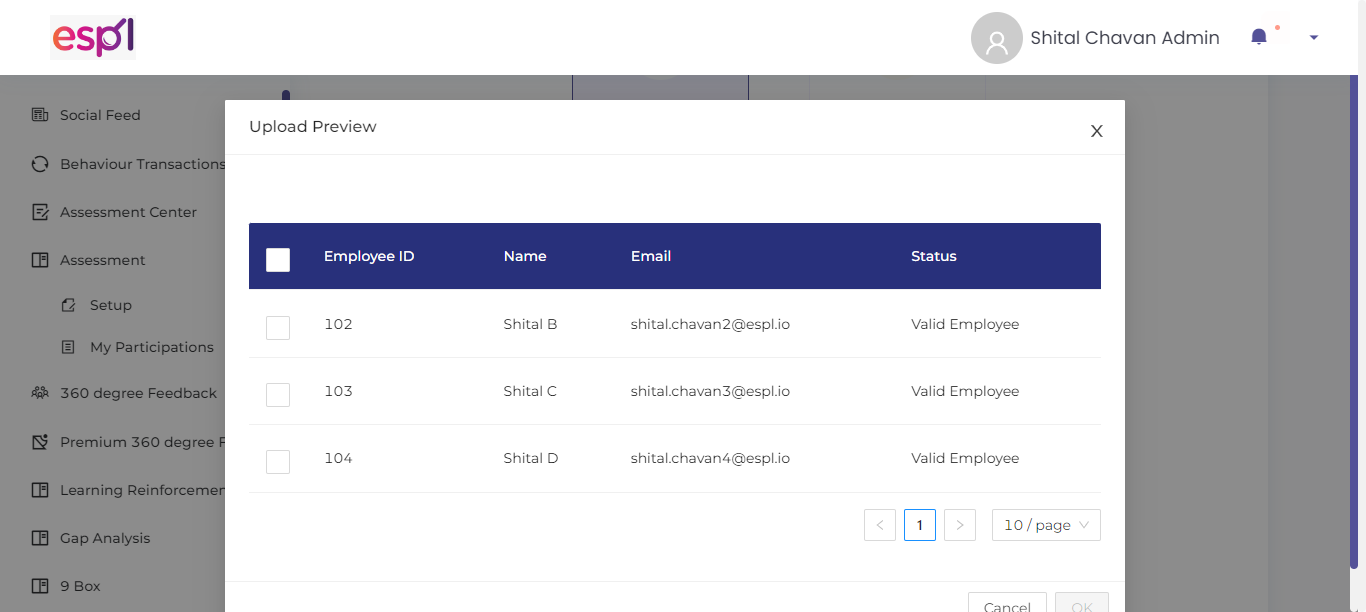 espl
Shital Chavan Admin
Social Feed
Behaviour Transactions
Assessment Center
Assessment
Setup
My Participations
360 degree Feedback
Premium 360 degree F
Learning Reinforcemen
Gap Analysis
9 Box
Upload Preview
X
Employee ID Name Email Status
102 Shital B shital.chavan2@espl.io Valid Employee
103 Shital C shital.chavan3@espl.io Valid Employee
104 Shital D shital.chavan4@espl.io Valid Employee
< 1 > 10 / page
Cancel OK